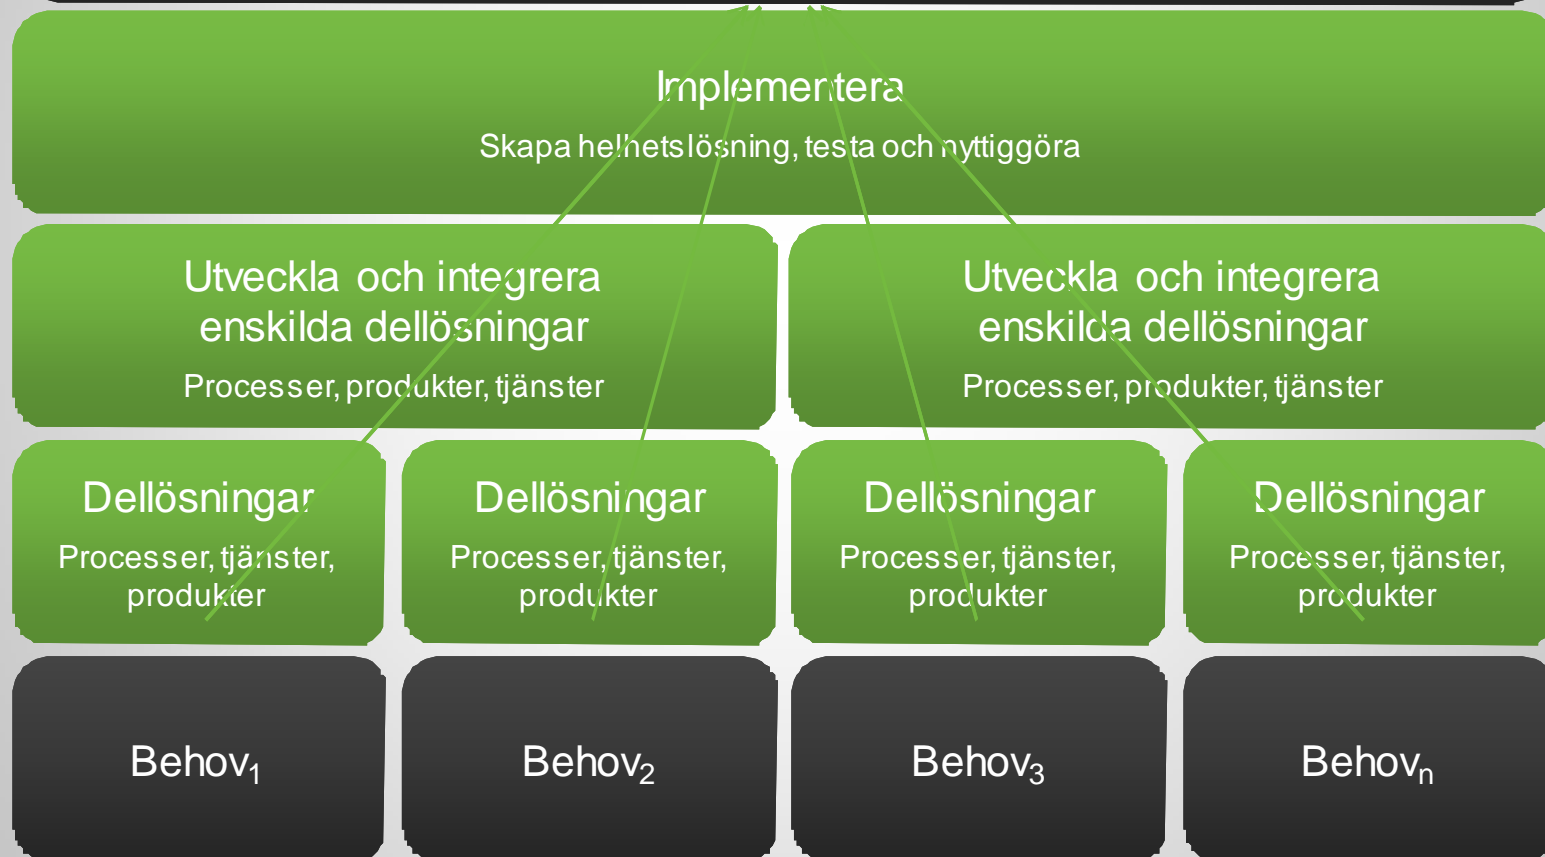 Implementera
Skapa helhetslösning, testa och nyttiggöra
Utveckla och integrera
enskilda dellösningar
Processer, produkter, tjänster
Utveckla och integrera
enskilda dellösningar
Processer, produkter, tjänster
Dellösningar
Processer, tjänster,
produkter
Dellösningar
Processer, tjänster,
produkter
Dellösningar
Processer, tjänster,
produkter
Dellösningar
Processer, tjänster,
produkter
Behov₁
Behov₂
Behov₃
Behovₙ